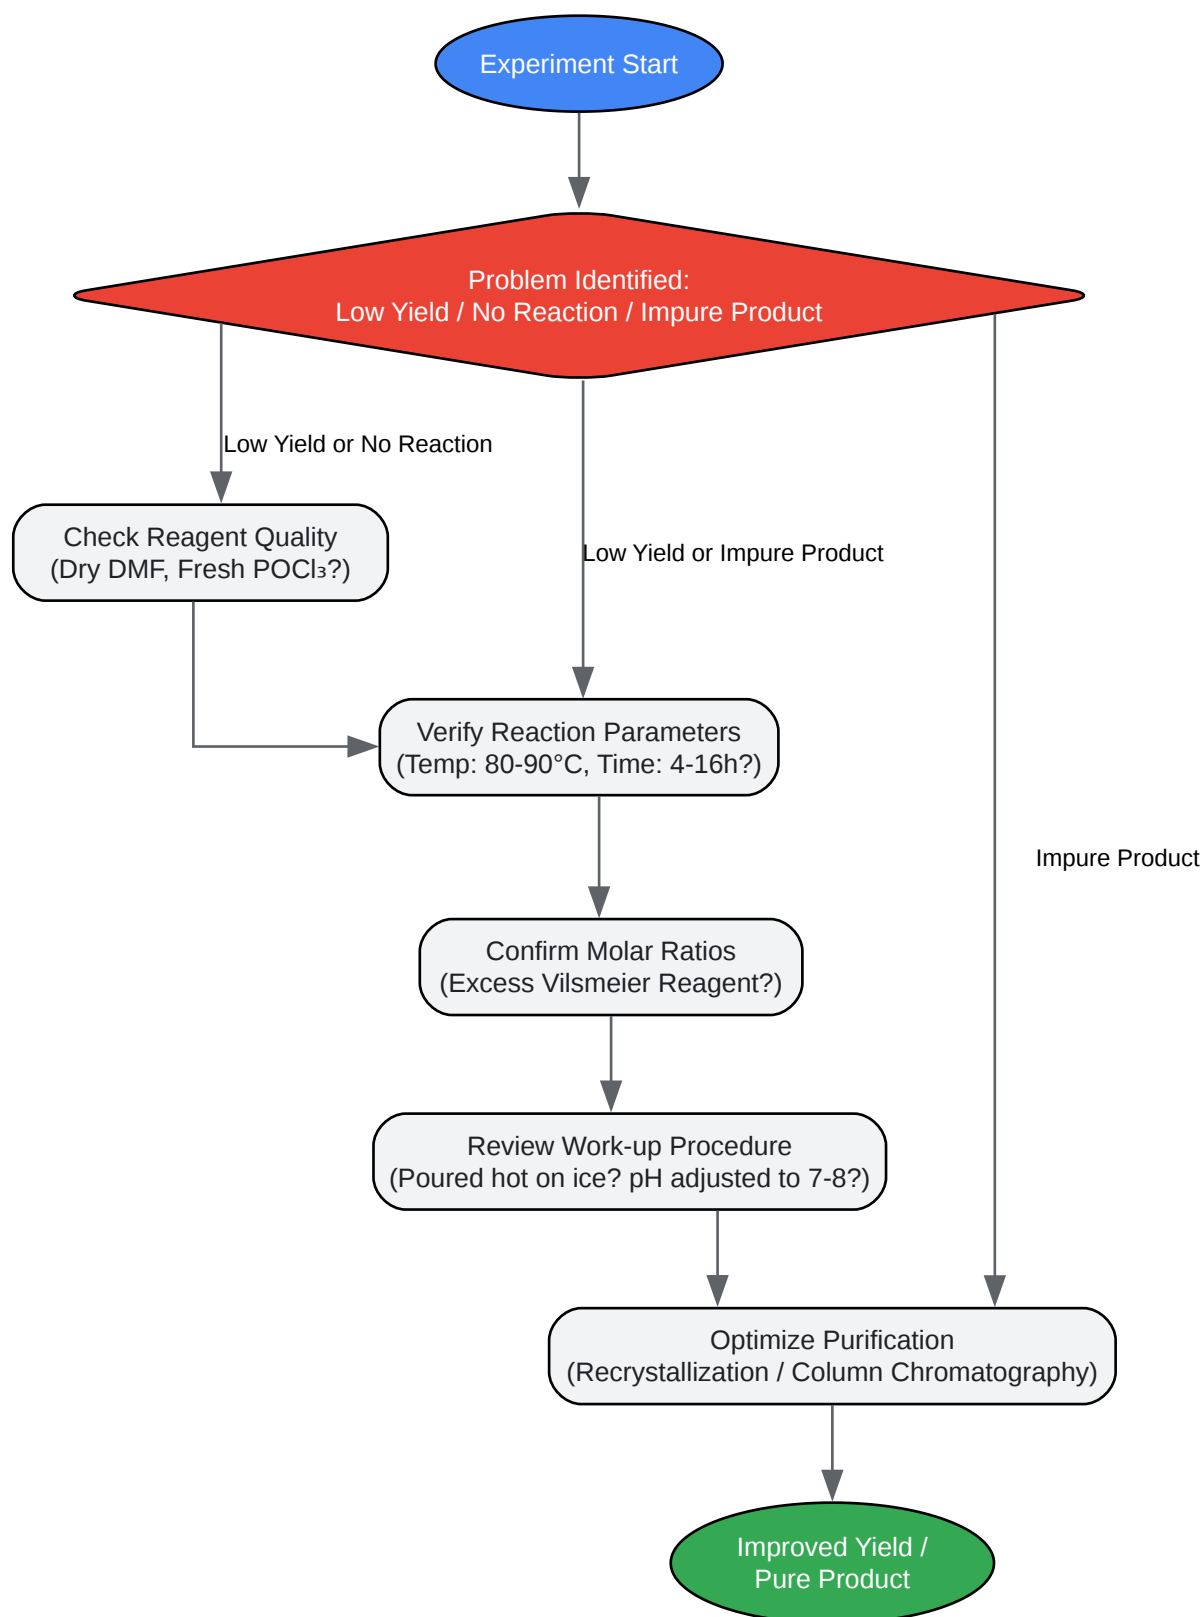 Experiment Start
Problem Identified:
Low Yield / No Reaction / Impure Product
Low Yield or No Reaction
Check Reagent Quality
(Dry DMF, Fresh POCl₃?)
Low Yield or Impure Product
Verify Reaction Parameters
(Temp: 80-90°C, Time: 4-16h?)
Impure Product
Confirm Molar Ratios
(Excess Vilsmeier Reagent?)
Review Work-up Procedure
(Poured hot on ice? pH adjusted to 7-8?)
Optimize Purification
(Recrystallization / Column Chromatography)
Improved Yield /
Pure Product